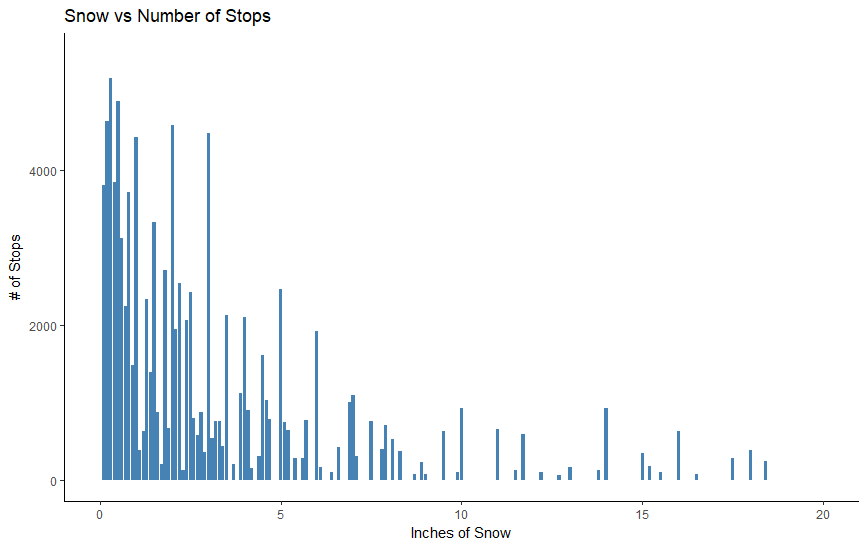 Snow vs Number of Stops
# of Stops
4000
2000
0
0 5 10 15 20
Inches of Snow